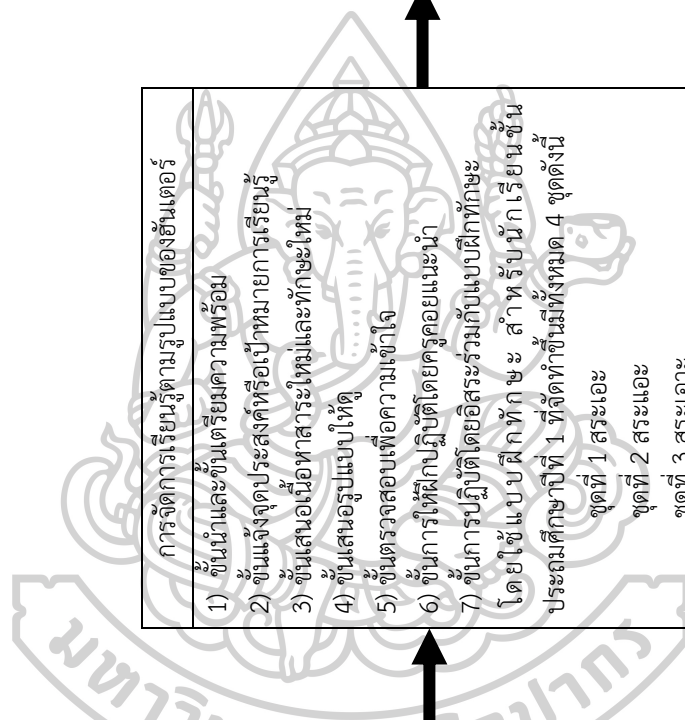 การจัดการเรียนรู้ตามรูปแบบของฮันเตอร์
1) ขั้นนำและขั้นเตรียมความพร้อม
2) ขั้นแจ้งจุดประสงค์หรือเป้าหมายการเรียนรู้
3) ขั้นเสนอเนื้อหาสาระใหม่และทักษะใหม่
4) ขั้นเสนอรูปแบบให้ดู
5) ขั้นตรวจสอบเพื่อความเข้าใจ
6) ขั้นการให้ฝึกปฏิบัติโดยครูคอยแนะนำ
7) ขั้นการปฏิบัติโดยอิสระร่วมกับแบบฝึกทักษะ
โดยใช้แบบฝึกทักษะ สำหรับนักเรียนชั้น
ประถมศึกษาปีที่ 1 ที่จัดทำขึ้นมีทั้งหมด 4 ชุดดังนี้
ชุดที่ 1 สระเอะ
ชุดที่ 2 สระแอะ
ชุดที่ 3 สระเอาะ